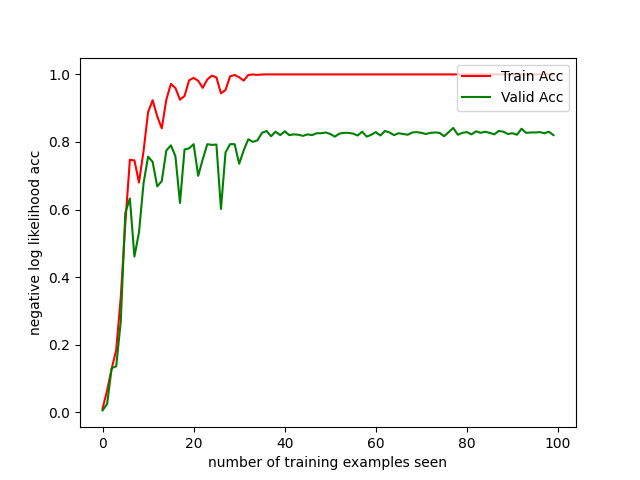 1.0
0.8
0.6
0.4
0.2
0.0
negative log likelihood acc
Train Acc
Valid Acc
0 20 40 60 80 100
number of training examples seen